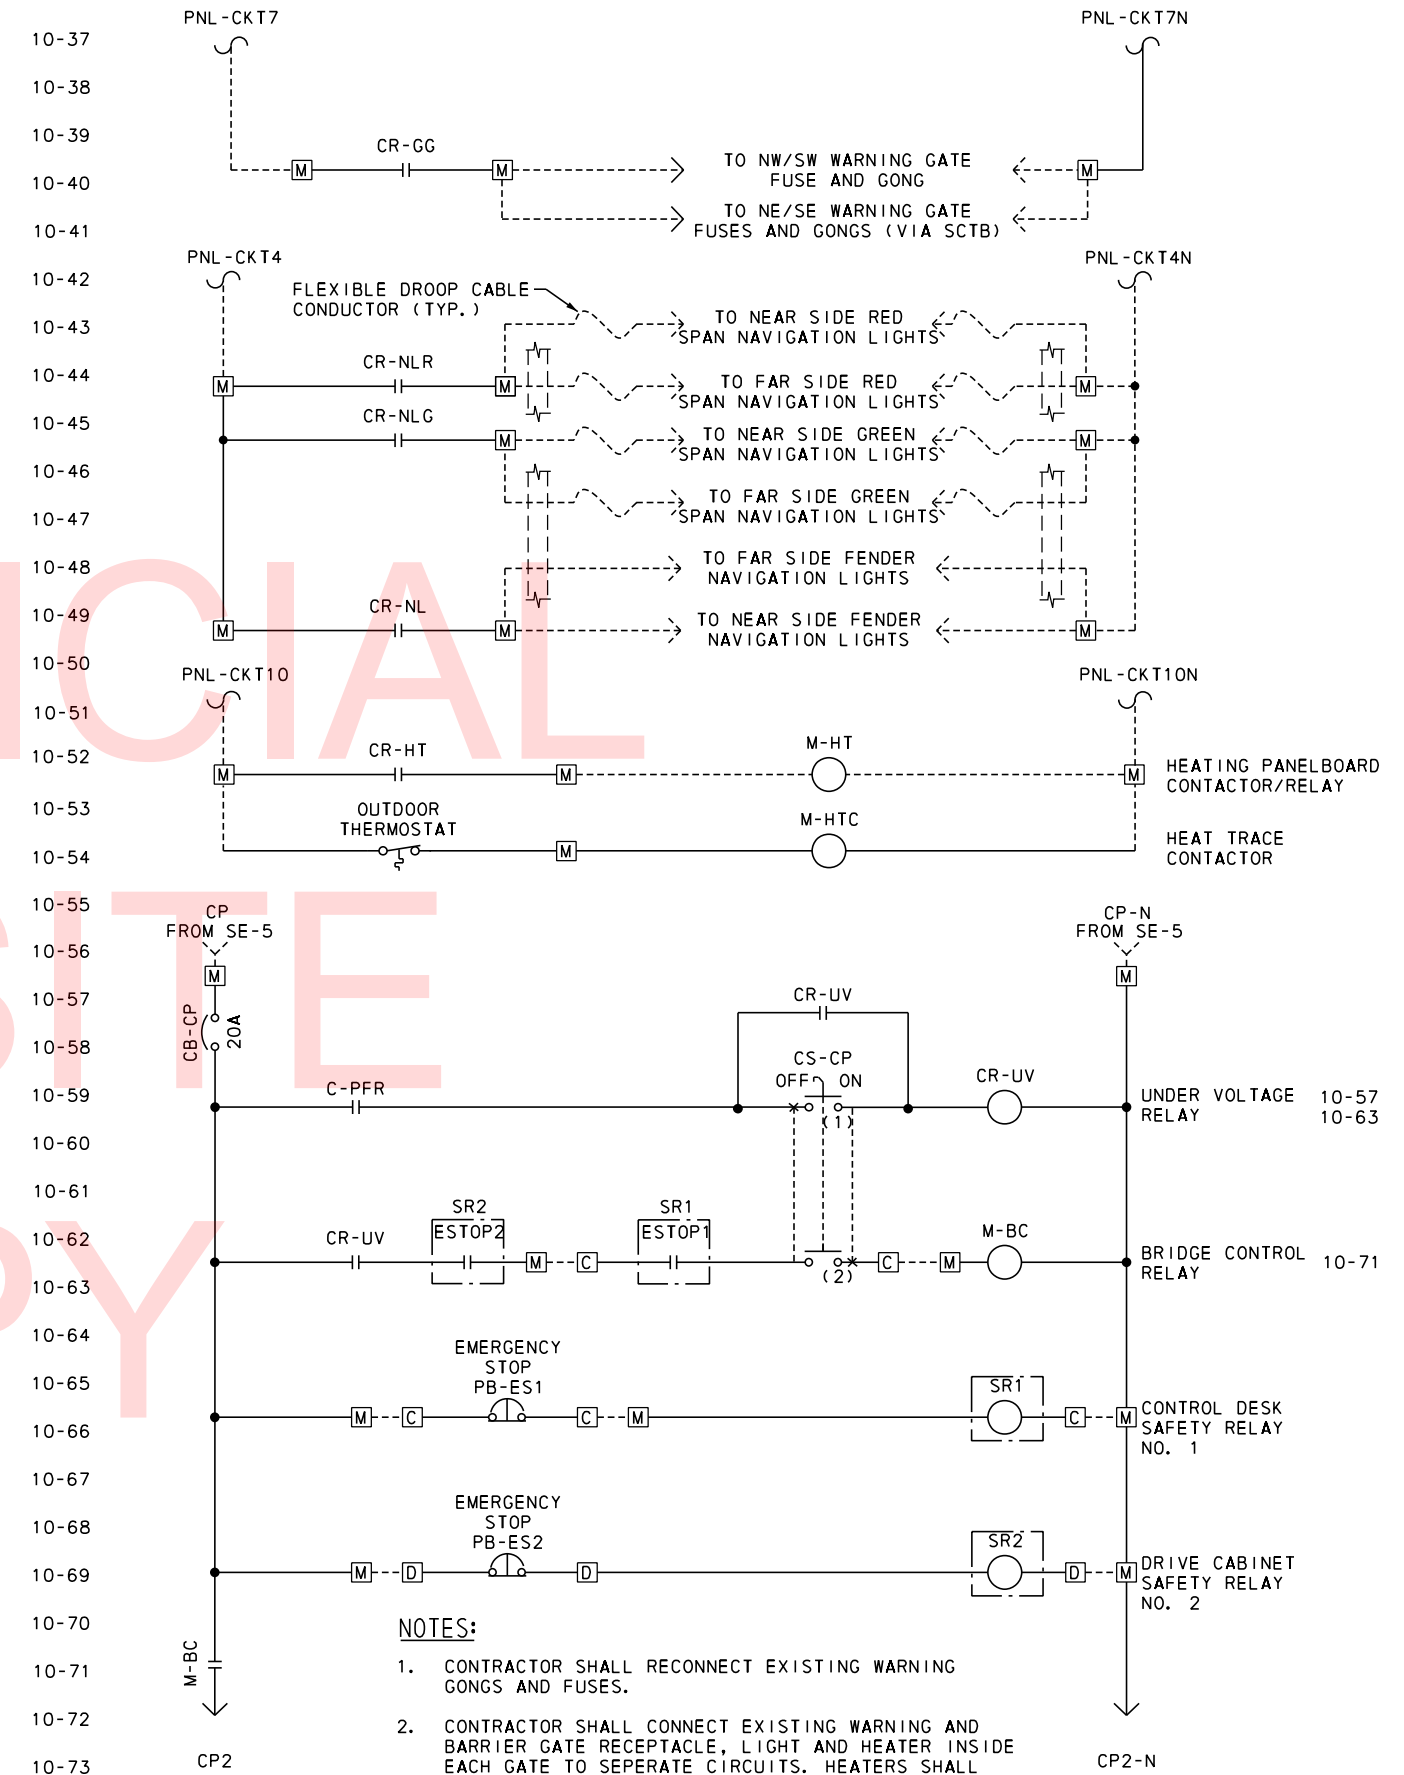 PNL-CKT7
PNL-CKT7N
10-37
10-38
10-39
CR-GG
M
M
TO NW/SW WARNING GATE
FUSE AND GONG
M
10-40
TO NE/SE WARNING GATE
FUSES AND GONGS (VIA SCTB)
10-41
PNL-CKT4
PNL-CKT4N
10-42
FLEXIBLE DROOP CABLE
CONDUCTOR (TYP.)
10-43
TO NEAR SIDE RED
SPAN NAVIGATION LIGHTS
CR-NLR
10-44
M
M
TO FAR SIDE RED
SPAN NAVIGATION LIGHTS
M
CR-NLG
10-45
M
TO NEAR SIDE GREEN
SPAN NAVIGATION LIGHTS
M
10-46
TO FAR SIDE GREEN
SPAN NAVIGATION LIGHTS
10-47
10-48
TO FAR SIDE FENDER
NAVIGATION LIGHTS
10-49
CR-NL
M
M
TO NEAR SIDE FENDER
NAVIGATION LIGHTS
M
10-50
PNL-CKT10
PNL-CKT10N
10-51
10-52
CR-HT
M-HT
M
M
M
HEATING PANELBOARD
CONTACTOR/RELAY
10-53
OUTDOOR
THERMOSTAT
M-HTC
10-54
M
HEAT TRACE
CONTACTOR
10-55
CP
FROM SE-5
CP-N
FROM SE-5
10-56
M
M
10-57
CR-UV
CB-CP
20A
10-58
CS-CP
OFF
ON
CR-UV
10-59
C-PFR
(1)
UNDER VOLTAGE
RELAY
10-57
10-63
10-60
10-61
SR2
SR1
10-62
CR-UV
ESTOP2
ESTOP1
M-BC
M
C
C
M
(2)
BRIDGE CONTROL
RELAY
10-71
10-63
10-64
EMERGENCY
STOP
PB-ES1
10-65
SR1
M
C
C
M
C
M
CONTROL DESK
SAFETY RELAY
NO. 1
10-66
10-67
EMERGENCY
STOP
PB-ES2
10-68
SR2
10-69
M
D
D
D
M
DRIVE CABINET
SAFETY RELAY
NO. 2
10-70
NOTES:
M-BC
10-71
1. CONTRACTOR SHALL RECONNECT EXISTING WARNING
GONGS AND FUSES.
10-72
2. CONTRACTOR SHALL CONNECT EXISTING WARNING AND
BARRIER GATE RECEPTACLE, LIGHT AND HEATER INSIDE
EACH GATE TO SEPERATE CIRCUITS. HEATERS SHALL
10-73
CP2
CP2-N
NCIAL
SITE
PY